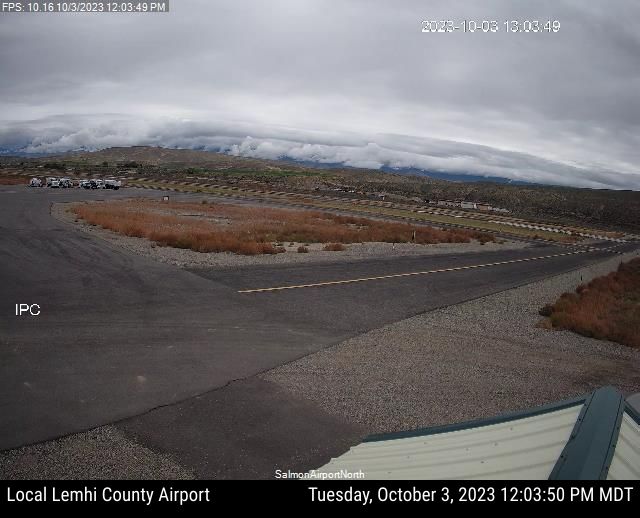 FPS: 10.16 10/3/2023 12:03:49 PM
2023-10-03 13:03:49
IPC
SalmonAirportNorth
Local Lemhi County Airport
Tuesday, October 3, 2023 12:03:50 PM MDT